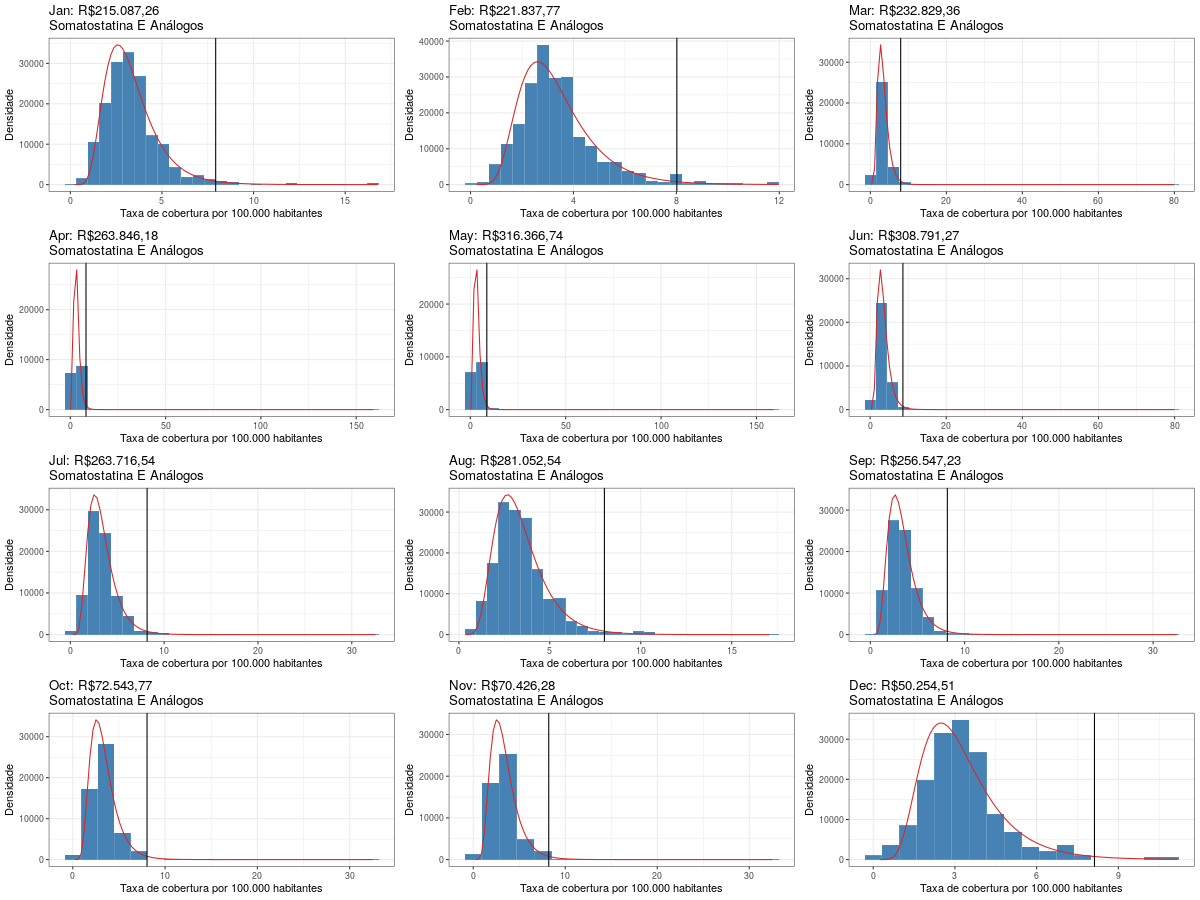 Jan: R$215.087,26
Somatostatina E Análogos
Densidade
30000
20000
10000
0
0
5
10
15
Taxa de cobertura por 100.000 habitantes
Feb: R$221.837,77
Somatostatina E Análogos
Densidade
40000
30000
20000
10000
0
0
4
8
12
Taxa de cobertura por 100.000 habitantes
Mar: R$232.829,36
Somatostatina E Análogos
Densidade
30000
20000
10000
0
0
20
40
60
80
Taxa de cobertura por 100.000 habitantes
Apr: R$263.846,18
Somatostatina E Análogos
Densidade
20000
10000
0
0
50
100
150
Taxa de cobertura por 100.000 habitantes
May: R$316.366,74
Somatostatina E Análogos
Densidade
20000
10000
0
0
50
100
150
Taxa de cobertura por 100.000 habitantes
Jun: R$308.791,27
Somatostatina E Análogos
Densidade
30000
20000
10000
0
0
20
40
60
80
Taxa de cobertura por 100.000 habitantes
Jul: R$263.716,54
Somatostatina E Análogos
Densidade
30000
20000
10000
0
0
10
20
30
Taxa de cobertura por 100.000 habitantes
Aug: R$281.052,54
Somatostatina E Análogos
Densidade
30000
20000
10000
0
0
5
10
15
Taxa de cobertura por 100.000 habitantes
Sep: R$256.547,23
Somatostatina E Análogos
Densidade
30000
20000
10000
0
0
10
20
30
Taxa de cobertura por 100.000 habitantes
Oct: R$72.543,77
Somatostatina E Análogos
Densidade
30000
20000
10000
0
0
10
20
30
Taxa de cobertura por 100.000 habitantes
Nov: R$70.426,28
Somatostatina E Análogos
Densidade
30000
20000
10000
0
0
10
20
30
Taxa de cobertura por 100.000 habitantes
Dec: R$50.254,51
Somatostatina E Análogos
Densidade
30000
20000
10000
0
0
3
6
9
Taxa de cobertura por 100.000 habitantes